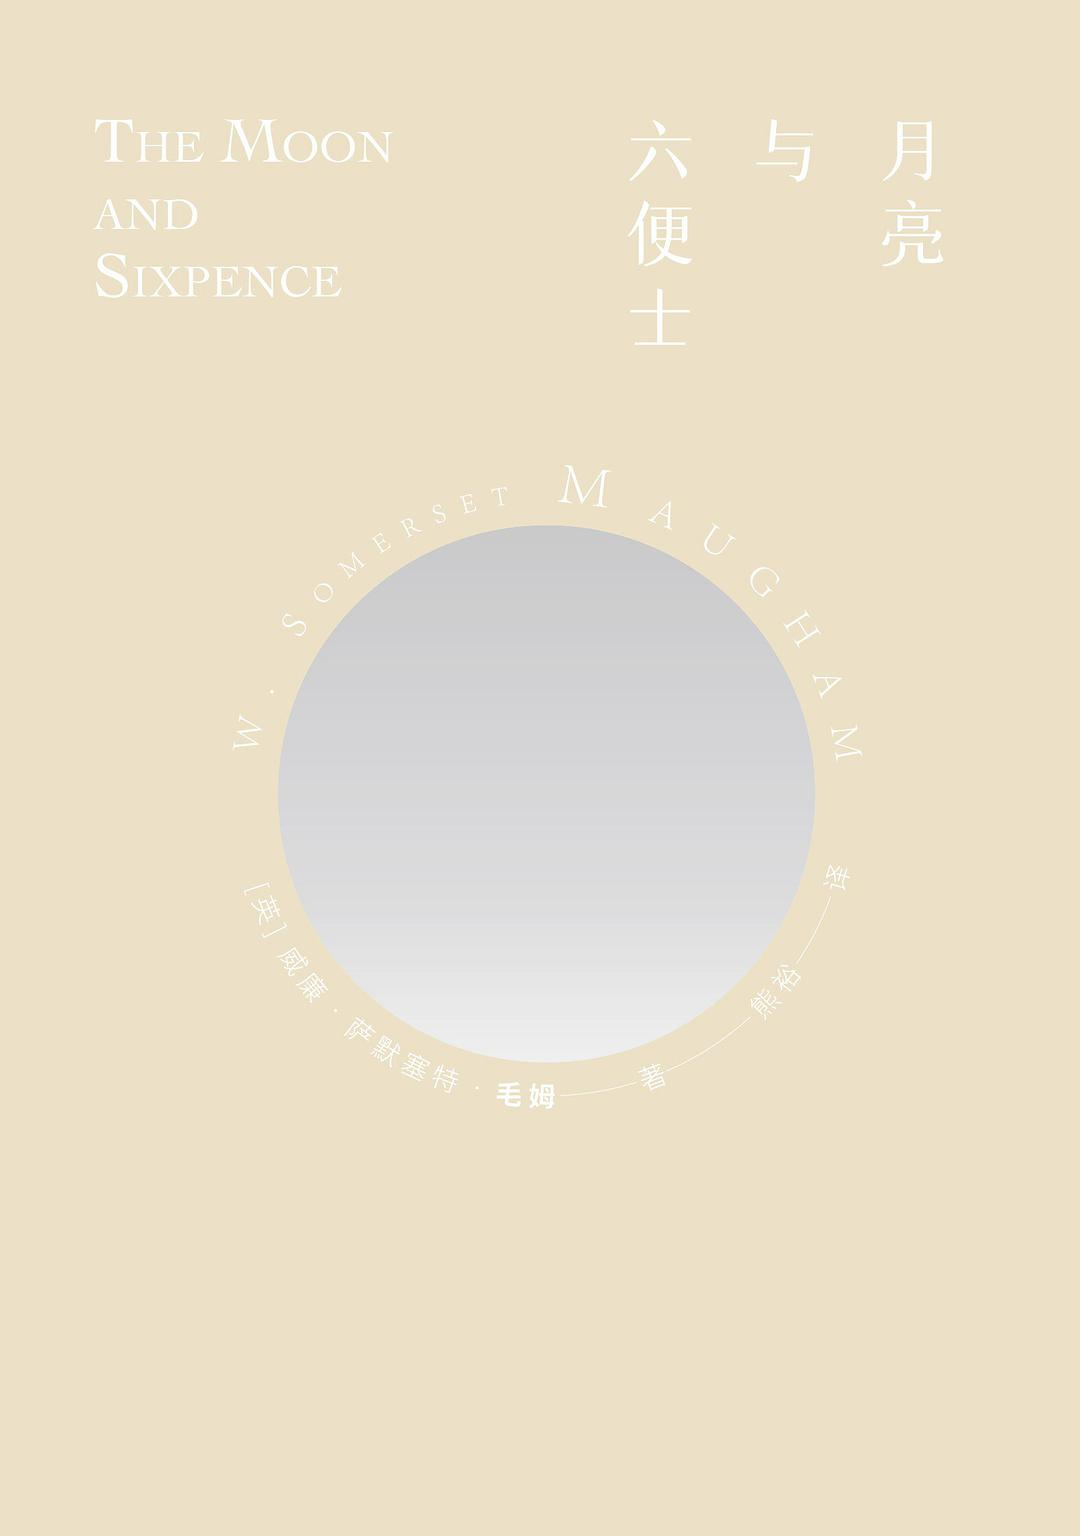 The Moon
and
Sixpence
月亮
与
六便士
W. Somerset Maugham
[英] 威廉·萨默塞特·毛姆——著——熊裕——译